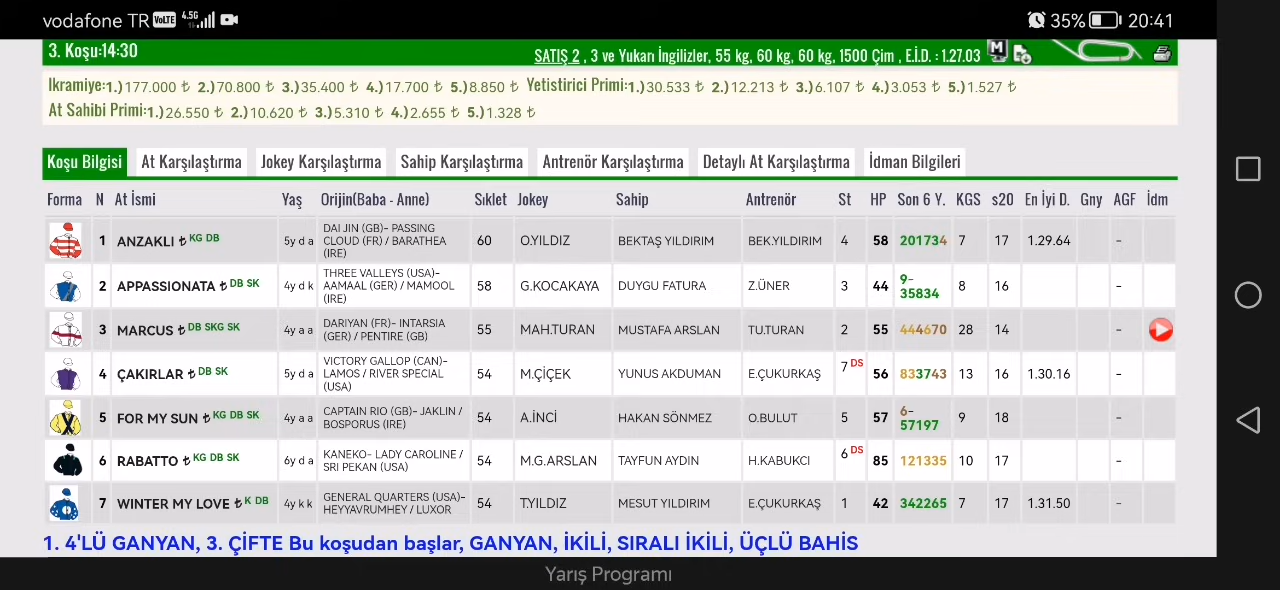 vodafone TR VoLTE 4.5G 35% 20:41
3. Koşu:14:30
SATIŞ 2 , 3 ve Yukarı İngilizler, 55 kg, 60 kg, 60 kg, 1500 Çim , E.İ.D. : 1.27.03
Ikramiye:1.)177.000 ₺ 2.)70.800 ₺ 3.)35.400 ₺ 4.)17.700 ₺ 5.)8.850 ₺ Yetistirici Primi:1.)30.533 ₺ 2.)12.213 ₺ 3.)6.107 ₺ 4.)3.053 ₺ 5.)1.527 ₺
At Sahibi Primi:1.)26.550 ₺ 2.)10.620 ₺ 3.)5.310 ₺ 4.)2.655 ₺ 5.)1.328 ₺
Koşu Bilgisi At Karşılaştırma Jokey Karşılaştırma Sahip Karşılaştırma Antrenör Karşılaştırma Detaylı At Karşılaştırma İdman Bilgileri
Forma N At İsmi Yaş Orijin(Baba - Anne) Sıklet Jokey Sahip Antrenör St HP Son 6 Y. KGS s20 En İyi D. Gny AGF İdm
1 ANZAKLI ₺ KG DB 5y d a DAI JIN (GB)- PASSING CLOUD (FR) / BARATHEA (IRE) 60 O.YILDIZ BEKTAŞ YILDIRIM BEK.YILDIRIM 4 58 201734 7 17 1.29.64 -
2 APPASSIONATA ₺ DB SK 4y d k THREE VALLEYS (USA)- AAMAAL (GER) / MAMOOL (IRE) 58 G.KOCAKAYA DUYGU FATURA Z.ÜNER 3 44 9-35834 8 16 -
3 MARCUS ₺ DB SKG SK 4y a a DARIYAN (FR)- INTARSIA (GER) / PENTIRE (GB) 55 MAH.TURAN MUSTAFA ARSLAN TU.TURAN 2 55 444670 28 14 -
4 ÇAKIRLAR ₺ DB SK 5y d a VICTORY GALLOP (CAN)- LAMOS / RIVER SPECIAL (USA) 54 M.ÇİÇEK YUNUS AKDUMAN E.ÇUKURKAŞ 7 DS 56 833743 13 16 1.30.16 -
5 FOR MY SUN ₺ KG DB SK 4y a a CAPTAIN RIO (GB)- JAKLIN / BOSPORUS (IRE) 54 A.İNCİ HAKAN SÖNMEZ O.BULUT 5 57 6-57197 9 18 -
6 RABATTO ₺ KG DB SK 6y d a KANEKO- LADY CAROLINE / SRI PEKAN (USA) 54 M.G.ARSLAN TAYFUN AYDIN H.KABUKCI 6 DS 85 121335 10 17 -
7 WINTER MY LOVE ₺ K DB 4y k k GENERAL QUARTERS (USA)- HEYYAVRUMHEY / LUXOR 54 T.YILDIZ MESUT YILDIRIM E.ÇUKURKAŞ 1 42 342265 7 17 1.31.50 -
1. 4'LÜ GANYAN, 3. ÇİFTE Bu koşudan başlar, GANYAN, İKİLİ, SIRALI İKİLİ, ÜÇLÜ BAHİS
Yarış Programı